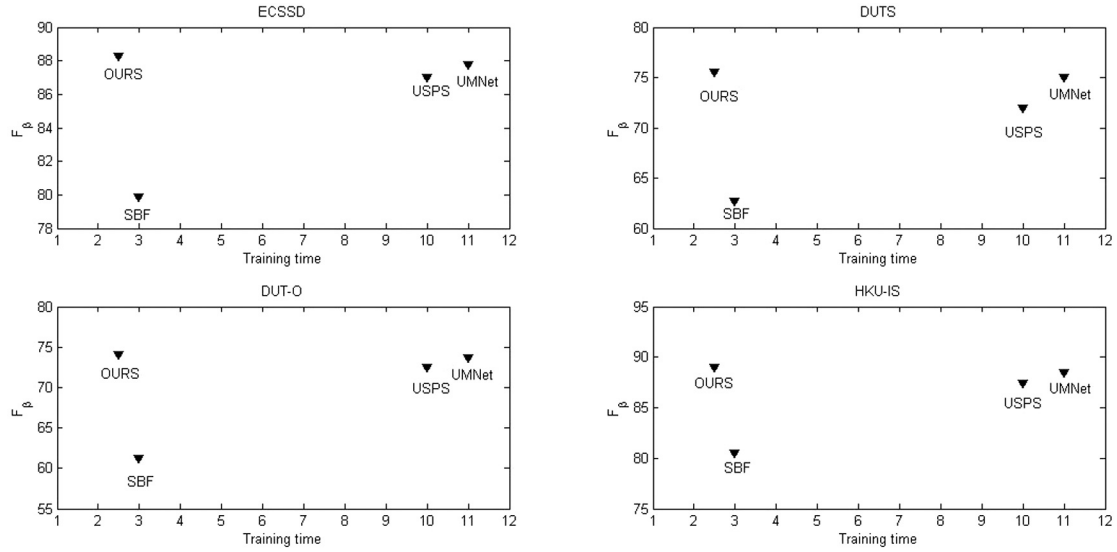 ECSSD
90
88
86
84
82
80
78
F β
OURS
SBF
USPS
UMNet
1 2 3 4 5 6 7 8 9 10 11 12
Training time
DUTS
80
75
70
65
60
F β
OURS
SBF
USPS
UMNet
1 2 3 4 5 6 7 8 9 10 11 12
Training time
DUT-O
80
75
70
65
60
55
F β
OURS
SBF
USPS
UMNet
1 2 3 4 5 6 7 8 9 10 11 12
Training time
HKU-IS
95
90
85
80
75
F β
OURS
SBF
USPS
UMNet
1 2 3 4 5 6 7 8 9 10 11 12
Training time